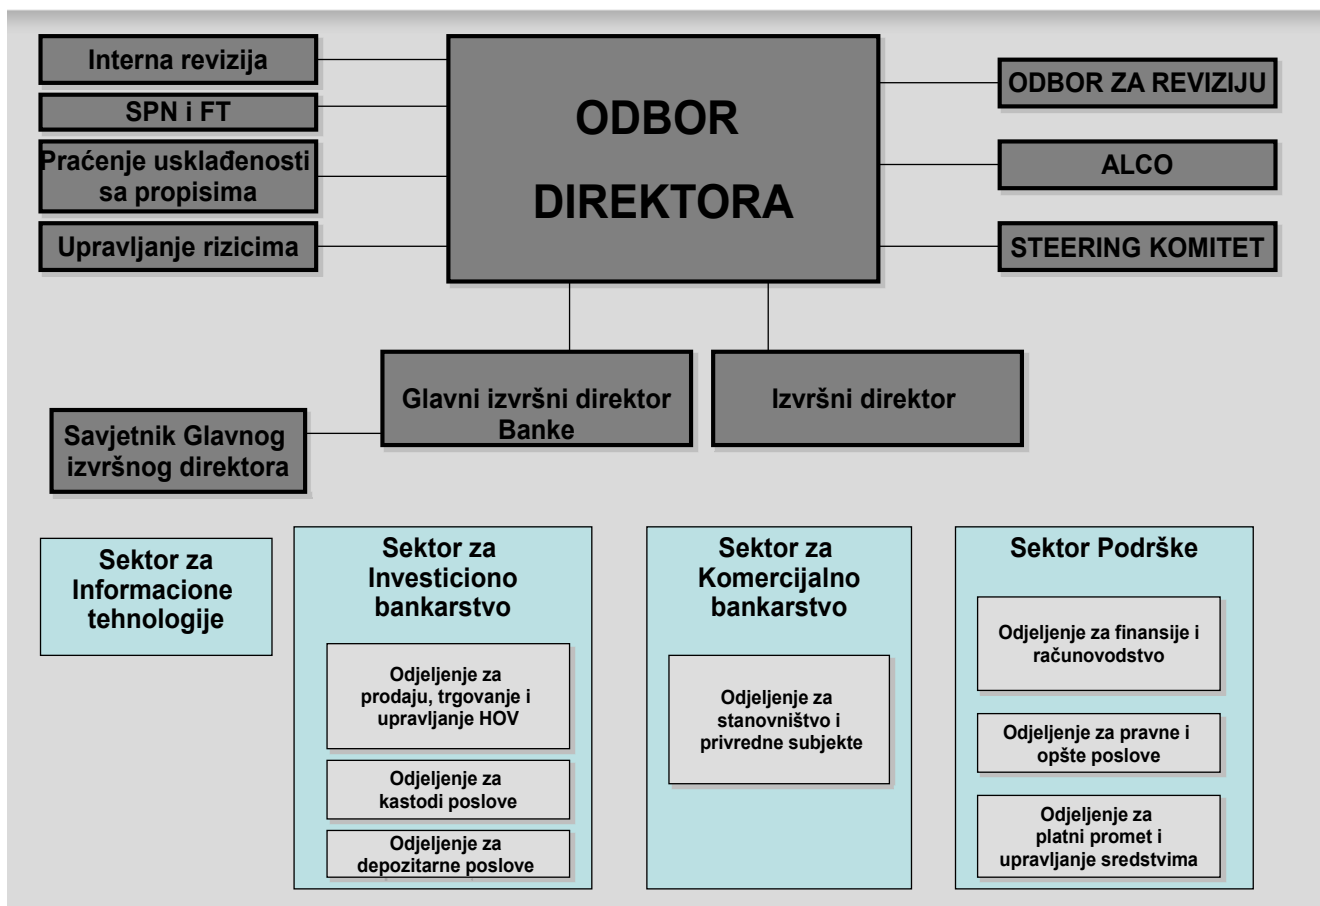 Interna revizija
SPN i FT
Praćenje usklađenosti
sa propisima
Upravljanje rizicima
ODBOR
DIREKTORA
ODBOR ZA REVIZIJU
ALCO
STEERING KOMITET
Glavni izvršni direktor
Banke
Izvršni direktor
Savjetnik Glavnog
izvršnog direktora
Sektor za
Informacione
tehnologije
Sektor za
Investiciono
bankarstvo
Odjeljenje za
prodaju, trgovanje i
upravljanje HOV
Odjeljenje za
kastodi poslove
Odjeljenje za
depozitarne poslove
Sektor za
Komercijalno
bankarstvo
Odjeljenje za
stanovništvo i
privredne subjekte
Sektor Podrške
Odjeljenje za finansije i
računovodstvo
Odjeljenje za pravne i
opšte poslove
Odjeljenje za
platni promet i
upravljanje sredstvima